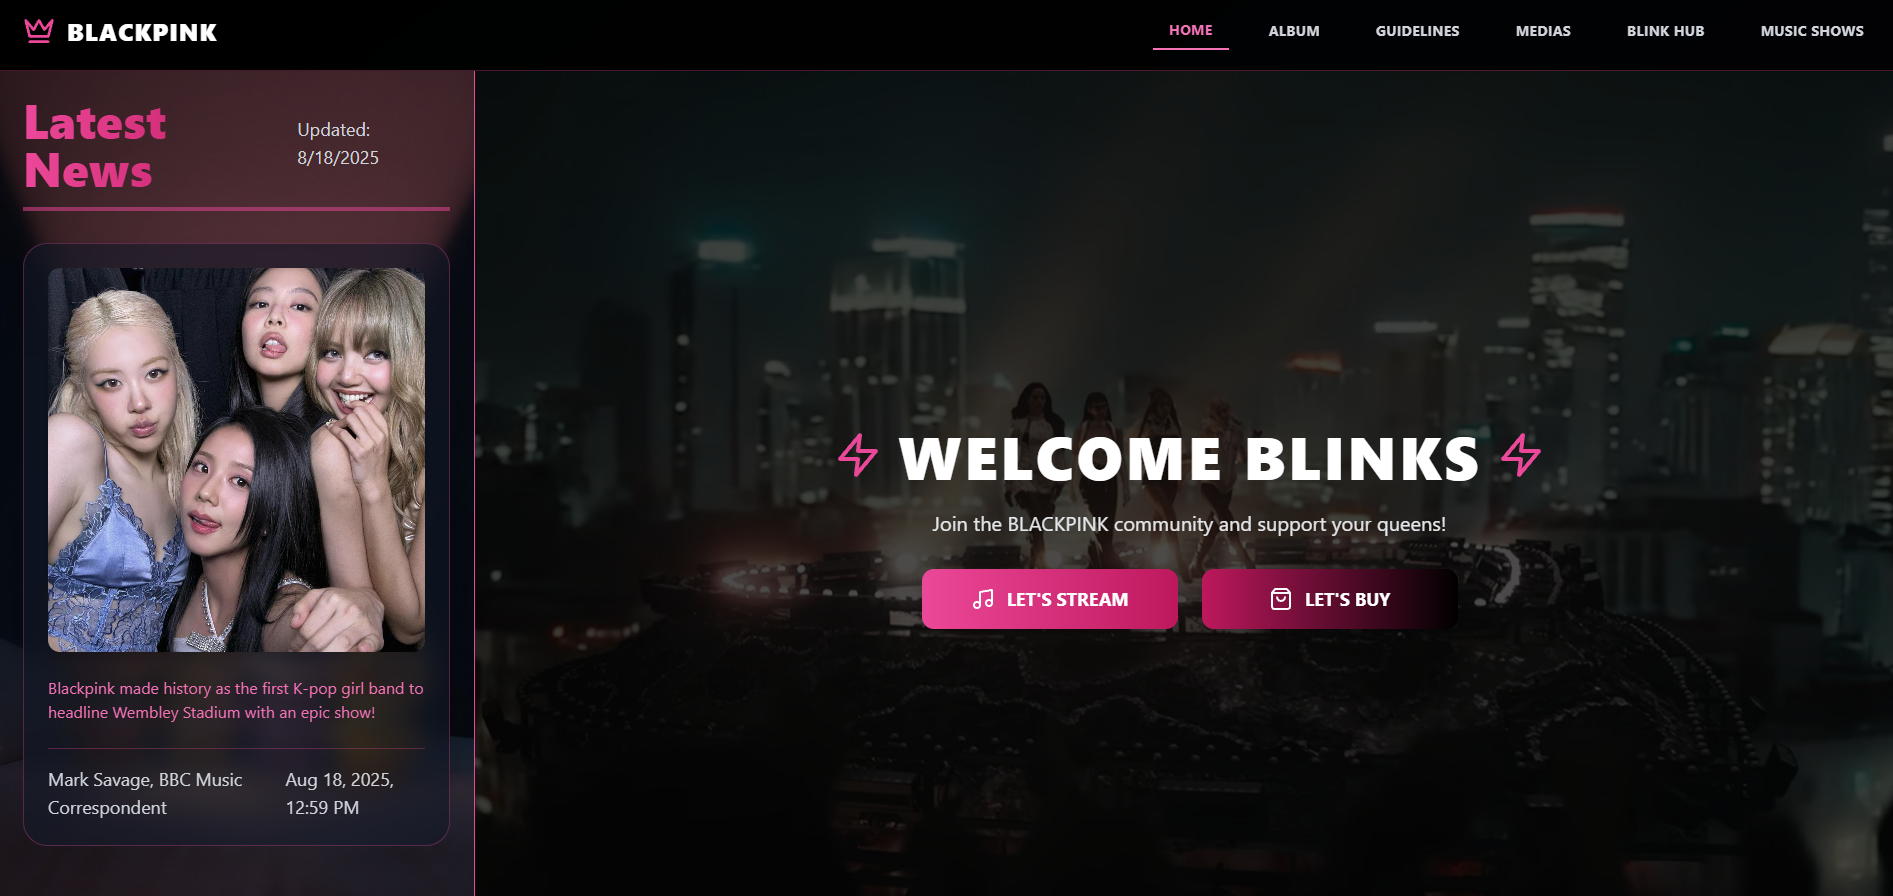 BLACKPINK
HOME
ALBUM
GUIDELINES
MEDIAS
BLINK HUB
MUSIC SHOWS
Latest
News
Updated:
8/18/2025
Blackpink made history as the first K-pop girl band to
headline Wembley Stadium with an epic show!
Mark Savage, BBC Music
Correspondent
Aug 18, 2025,
12:59 PM
WELCOME BLINKS
Join the BLACKPINK community and support your queens!
LET'S STREAM
LET'S BUY